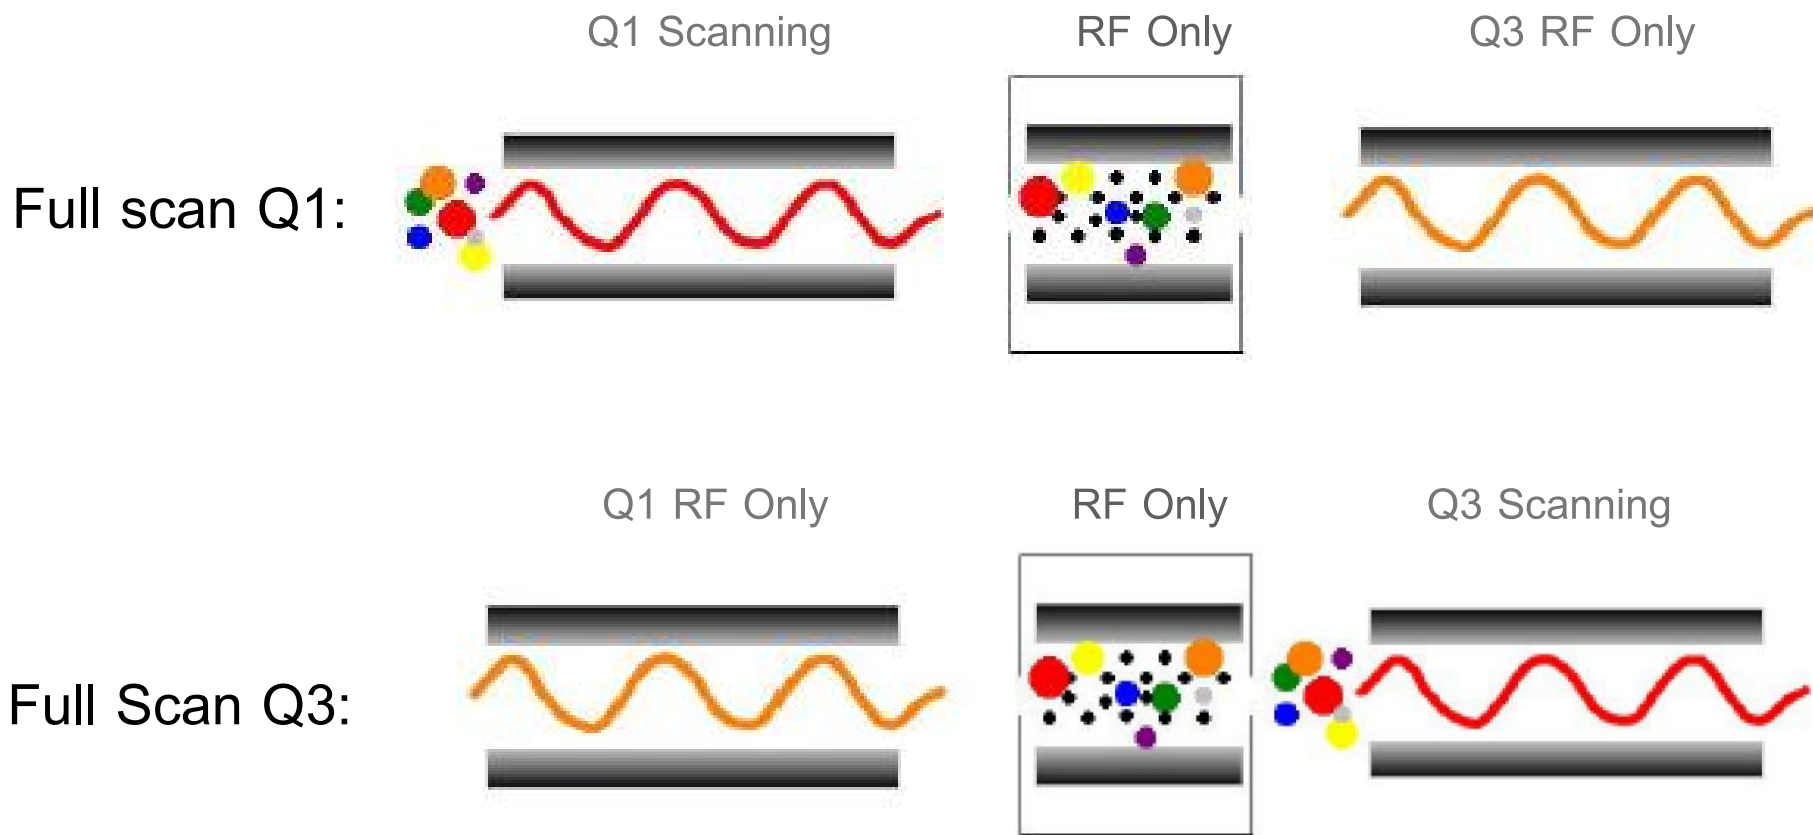 Q1 Scanning RF Only Q3 RF Only
Full scan Q1:
Q1 RF Only RF Only Q3 Scanning
Full Scan Q3: